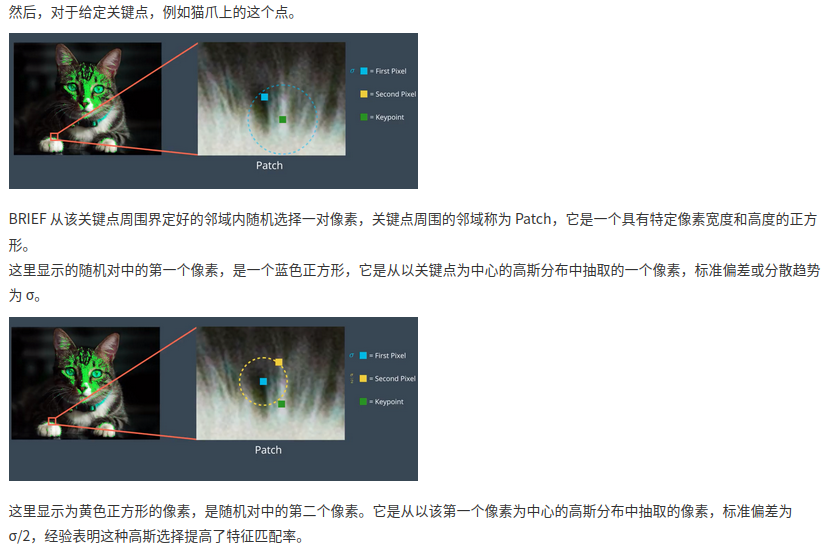 然后，对于给定关键点，例如猫爪上的这个点。
σ = First Pixel
= Second Pixel
= Keypoint
Patch
BRIEF 从该关键点周围界定好的邻域内随机选择一对像素，关键点周围的邻域称为 Patch，它是一个具有特定像素宽度和高度的正方
形。
这里显示的随机对中的第一个像素，是一个蓝色正方形，它是从以关键点为中心的高斯分布中抽取的一个像素，标准偏差或分散趋势
为 σ。
σ = First Pixel
= Second Pixel
= Keypoint
Patch
这里显示为黄色正方形的像素，是随机对中的第二个像素。它是从以该第一个像素为中心的高斯分布中抽取的像素，标准偏差为
σ/2，经验表明这种高斯选择提高了特征匹配率。